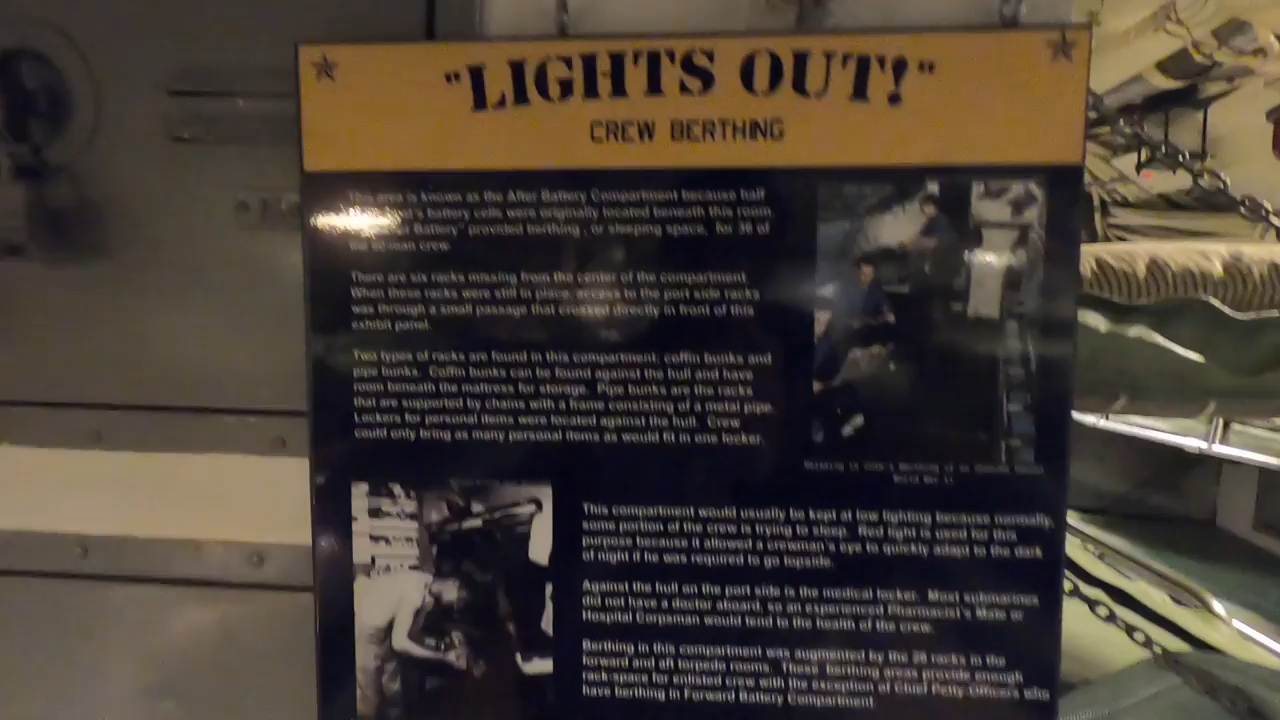 "LIGHTS OUT!"
CREW BERTHING
This area is known as the After Battery Compartment because half
battery cells were originally located beneath this room.
Battery" provided berthing, or sleeping space, for 36 of
the crew.
There are six racks missing from the center of the compartment.
When these racks were still in place, access to the port side racks
was through a small passage that crossed directly in front of this
exhibit panel.
Two types of racks are found in this compartment: coffin bunks and
pipe bunks. Coffin bunks can be found against the hull and have
room beneath the mattress for storage. Pipe bunks are the racks
that are supported by chains with a frame consisting of a metal pipe.
Lockers for personal items were located against the hull. Crew
could only bring as many personal items as would fit in one locker.
World War II
This compartment would usually be kept at low lighting because normally,
some portion of the crew is trying to sleep. Red light is used for this
purpose because it allowed a crewman's eye to quickly adapt to the dark
of night if he was required to go topside.
Against the hull on the port side is the medical locker. Most submarines
did not have a doctor aboard, so an experienced Pharmacist's Mate or
Hospital Corpsman would tend to the health of the crew.
Berthing in this compartment was augmented by the racks in the
forward and aft torpedo rooms. These berthing areas provide enough
rack space for enlisted crew with the exception of Chief Petty Officers, who
have berthing in Forward Battery Compartment